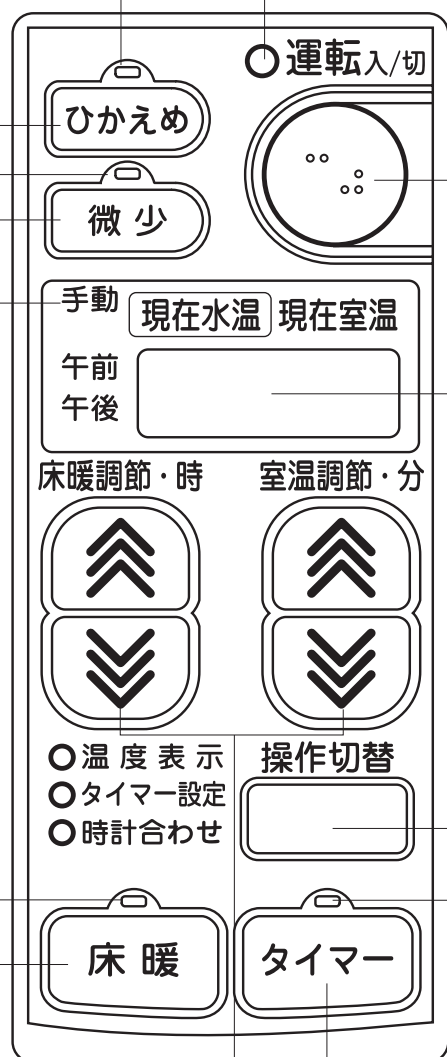 運転入/切
ひかえめ
微少
手動 現在水温 現在室温
午前
午後
床暖調節・時 室温調節・分
温度表示 操作切替
タイマー設定
時計合わせ
床暖 タイマー